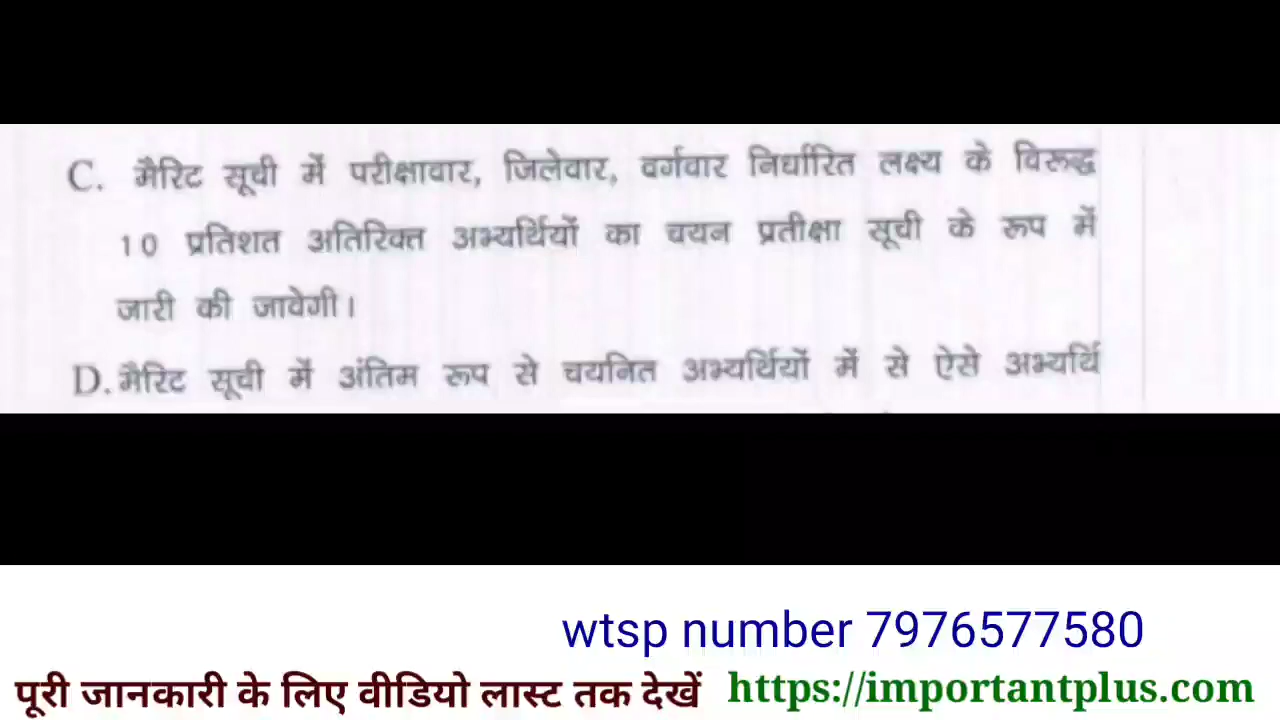 C. मैरिट सूची में परीक्षावार, जिलेवार, वर्गवार निर्धारित लक्ष्य के विरूद्ध
10 प्रतिशत अतिरिक्त अभ्यर्थियों का चयन प्रतीक्षा सूची के रूप में
जारी की जावेगी।
D. मैरिट सूची में अंतिम रूप से चयनित अभ्यर्थियों में से ऐसे अभ्यर्थि
wtsp number 7976577580
पूरी जानकारी के लिए वीडियो लास्ट तक देखें https://importantplus.com